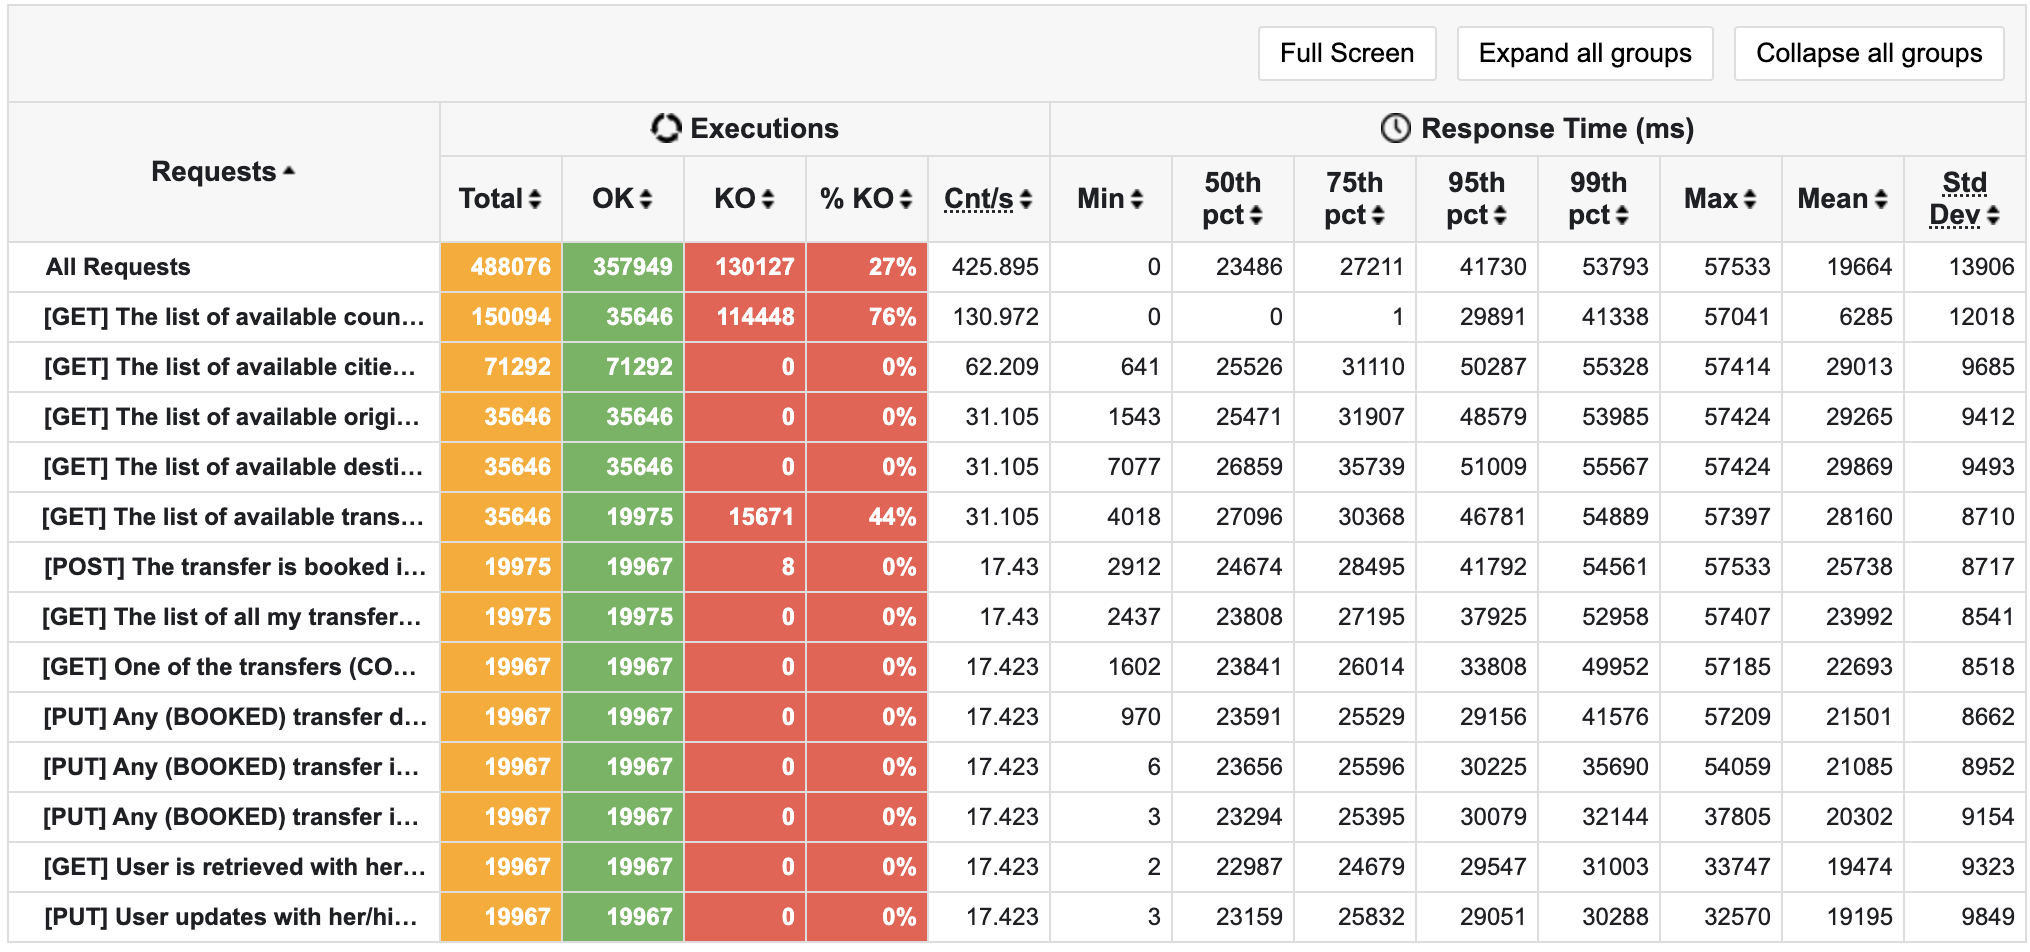 Full Screen Expand all groups Collapse all groups
Requests Executions Response Time (ms)
Total OK KO % KO Cnt/s Min 50th pct 75th pct 95th pct 99th pct Max Mean Std Dev
All Requests 488076 357949 130127 27% 425.895 0 23486 27211 41730 53793 57533 19664 13906
[GET] The list of available coun... 150094 35646 114448 76% 130.972 0 0 1 29891 41338 57041 6285 12018
[GET] The list of available citie... 71292 71292 0 0% 62.209 641 25526 31110 50287 55328 57414 29013 9685
[GET] The list of available origi... 35646 35646 0 0% 31.105 1543 25471 31907 48579 53985 57424 29265 9412
[GET] The list of available desti... 35646 35646 0 0% 31.105 7077 26859 35739 51009 55567 57424 29869 9493
[GET] The list of available trans... 35646 19975 15671 44% 31.105 4018 27096 30368 46781 54889 57397 28160 8710
[POST] The transfer is booked i... 19975 19967 8 0% 17.43 2912 24674 28495 41792 54561 57533 25738 8717
[GET] The list of all my transfer... 19975 19975 0 0% 17.43 2437 23808 27195 37925 52958 57407 23992 8541
[GET] One of the transfers (CO... 19967 19967 0 0% 17.423 1602 23841 26014 33808 49952 57185 22693 8518
[PUT] Any (BOOKED) transfer d... 19967 19967 0 0% 17.423 970 23591 25529 29156 41576 57209 21501 8662
[PUT] Any (BOOKED) transfer i... 19967 19967 0 0% 17.423 6 23656 25596 30225 35690 54059 21085 8952
[PUT] Any (BOOKED) transfer i... 19967 19967 0 0% 17.423 3 23294 25395 30079 32144 37805 20302 9154
[GET] User is retrieved with her... 19967 19967 0 0% 17.423 2 22987 24679 29547 31003 33747 19474 9323
[PUT] User updates with her/hi... 19967 19967 0 0% 17.423 3 23159 25832 29051 30288 32570 19195 9849